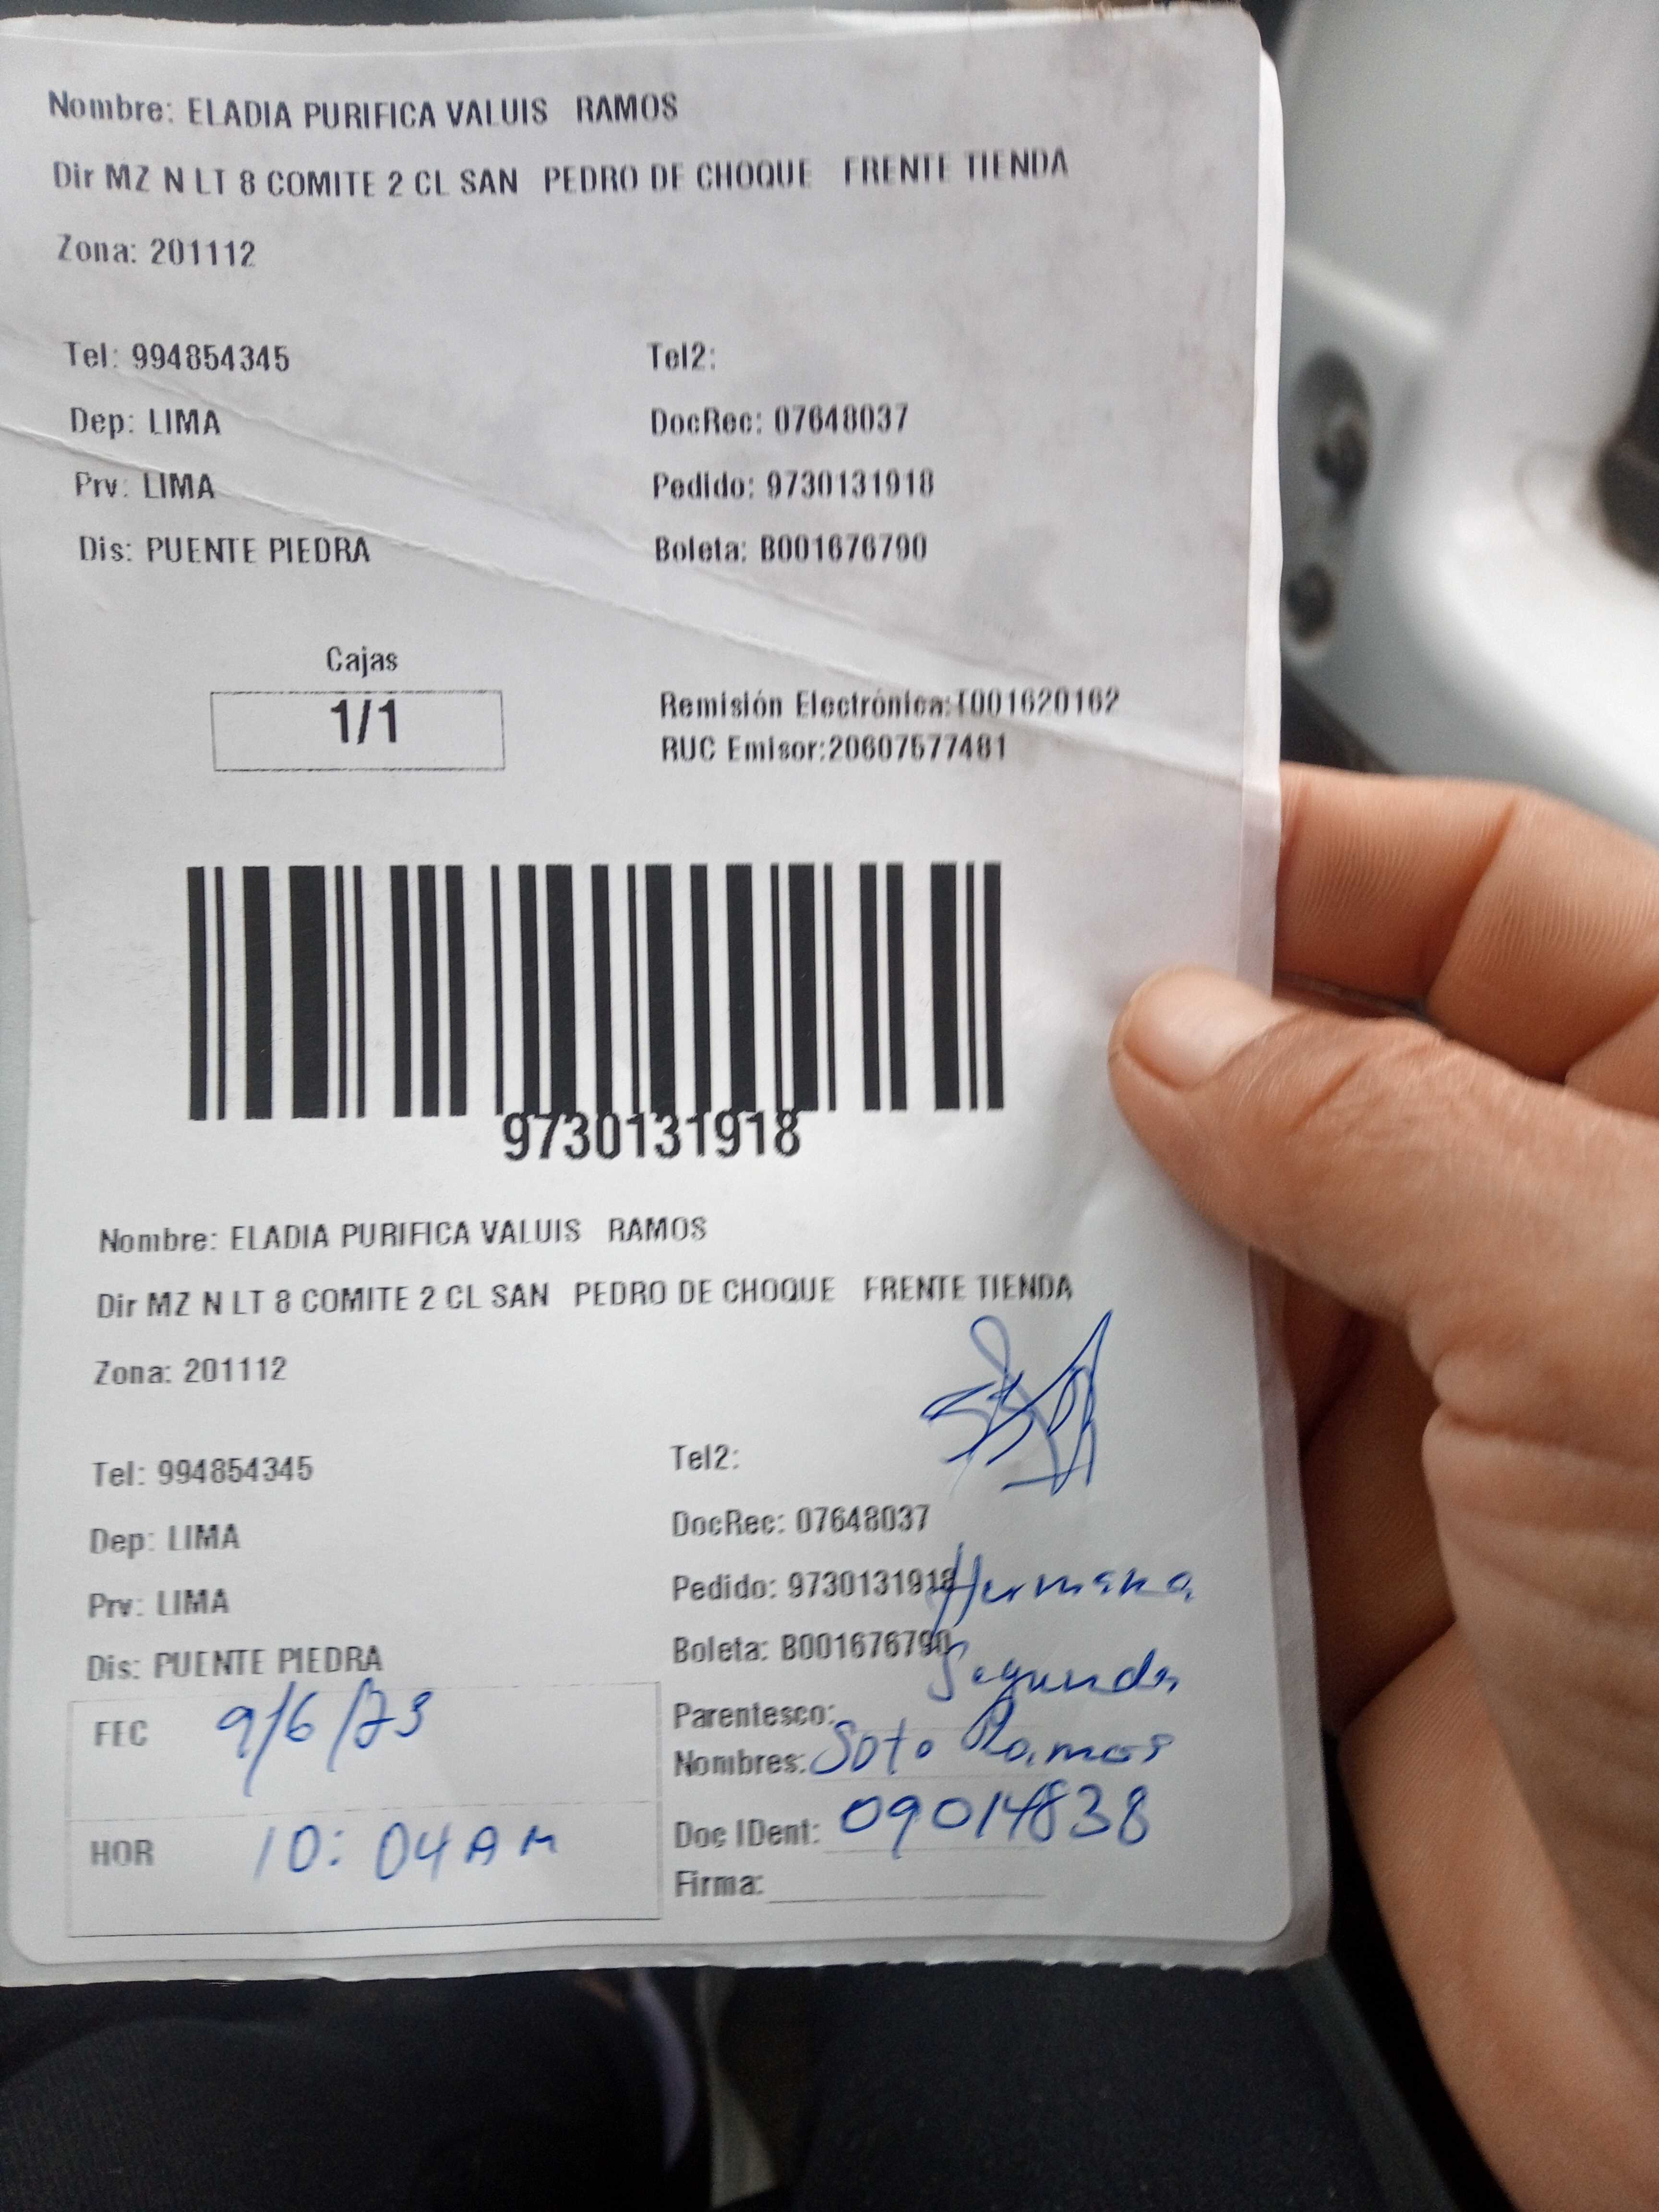 Nombre: ELADIA PURIFICA VALUIS RAMOS
Dir MZ N LT 8 COMITE 2 CL SAN PEDRO DE CHOQUE FRENTE TIENDA
Zona: 201112
Tel: 994854345 Tel2:
Dep: LIMA DocRec: 07648037
Prv: LIMA Pedido: 9730131918
Dis: PUENTE PIEDRA Boleta: B001676790
Cajas
1/1
Remisión Electrónica:T001620162
RUC Emisor:20607577481
9730131918
Nombre: ELADIA PURIFICA VALUIS RAMOS
Dir MZ N LT 8 COMITE 2 CL SAN PEDRO DE CHOQUE FRENTE TIENDA
Zona: 201112
Tel: 994854345 Tel2:
Dep: LIMA DocRec: 07648037
Prv: LIMA Pedido: 9730131918 Hermana
Dis: PUENTE PIEDRA Boleta: B001676790
Segunda
FEC 9/6/23 Parentesco:
Nombres: Soto Ramos
HOR 10:04 AM Doc IDent: 09014838
Firma: